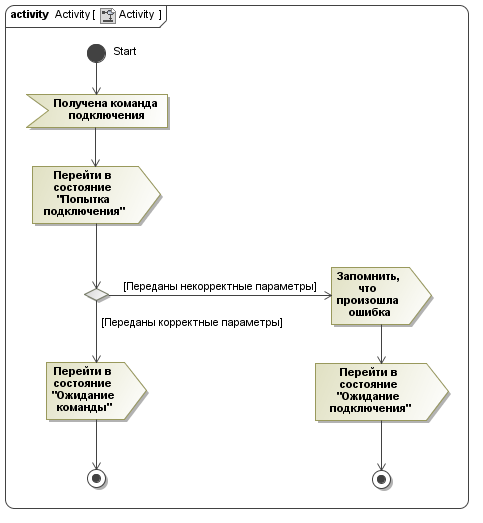 activity Activity [ Activity ]
Start
Получена команда
подключения
Перейти в
состояние
"Попытка
подключения"
[Переданы некорректные параметры]
Запомнить,
что
произошла
ошибка
[Переданы корректные параметры]
Перейти в
состояние
"Ожидание
команды"
Перейти в
состояние
"Ожидание
подключения"